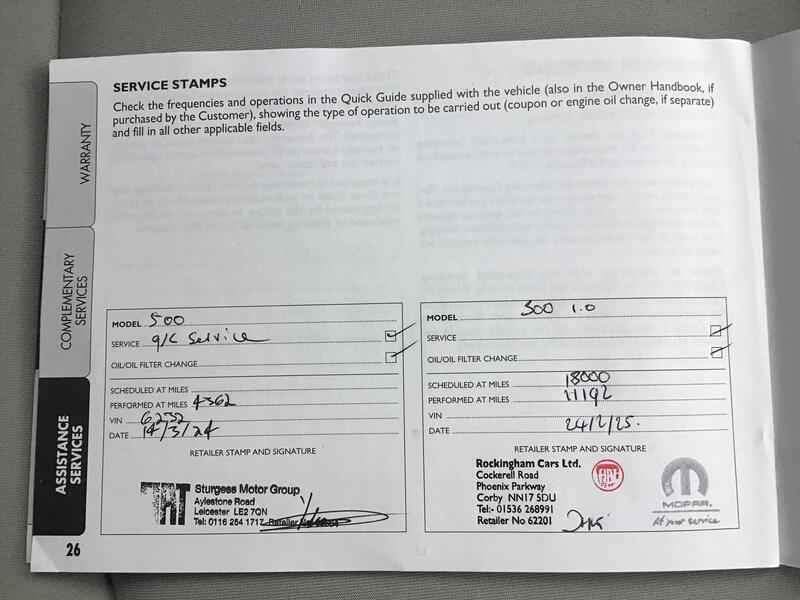 SERVICE STAMPS
Check the frequencies and operations in the Quick Guide supplied with the vehicle (also in the Owner Handbook, if
purchased by the Customer), showing the type of operation to be carried out (coupon or engine oil change, if separate)
and fill in all other applicable fields.
WARRANTY
COMPLEMENTARY
SERVICES
ASSISTANCE
SERVICES
MODEL 500
SERVICE Service
OIL/OIL FILTER CHANGE
SCHEDULED AT MILES
PERFORMED AT MILES 4362
VIN 6232
DATE 14/3/24
RETAILER STAMP AND SIGNATURE
Sturgess Motor Group
Aylestone Road
Leicester LE2 7QN
Tel: 0116 254 1717
MODEL 500 1.0
SERVICE
OIL/OIL FILTER CHANGE
SCHEDULED AT MILES 18000
PERFORMED AT MILES 11192
VIN
DATE 24/2/25.
RETAILER STAMP AND SIGNATURE
Rockingham Cars Ltd.
Cockerell Road
Phoenix Parkway
Corby NN17 5DU
Tel:- 01536 268991
Retailer No 62201
FIAT
MOPAR.
At your service
26